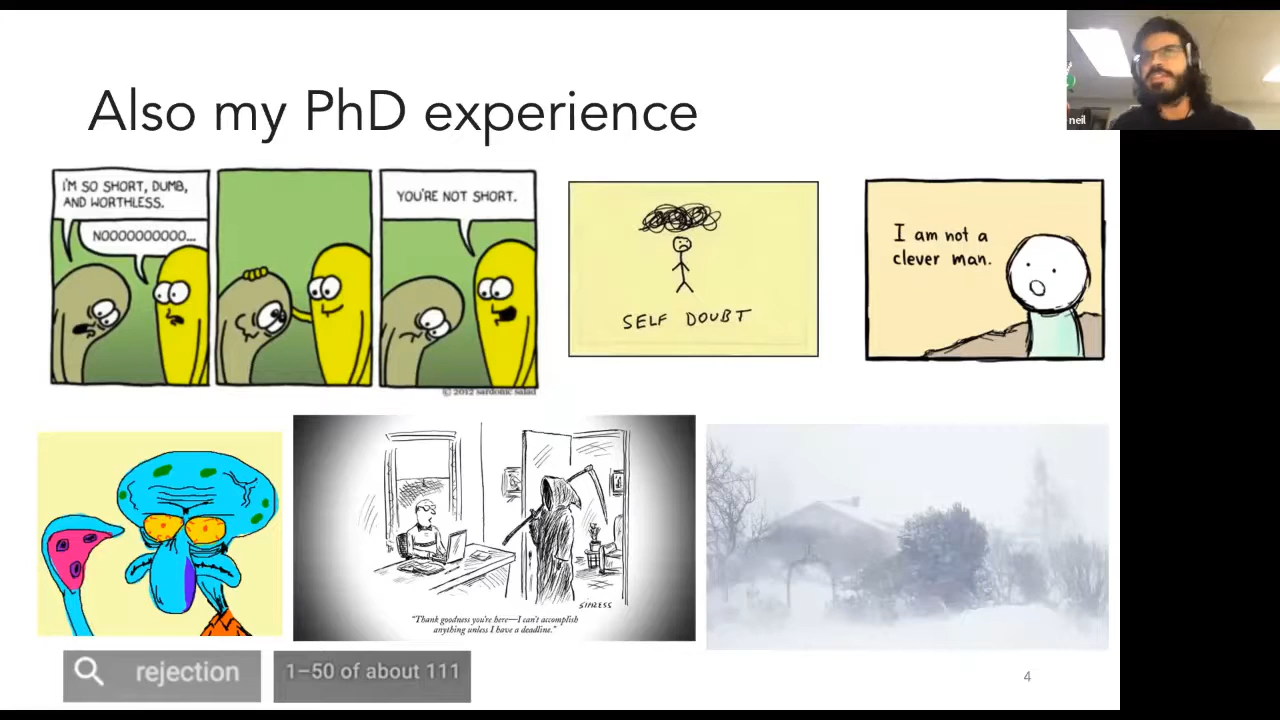 neil
Also my PhD experience
I'M SO SHORT, DUMB,
AND WORTHLESS.
NOOOOOOOOOO...
YOU'RE NOT SHORT.
© 2012 sardonic salad
SELF DOUBT
I am not a
clever man.
SIPRESS
"Thank goodness you're here—I can't accomplish
anything unless I have a deadline."
rejection
1–50 of about 111
4